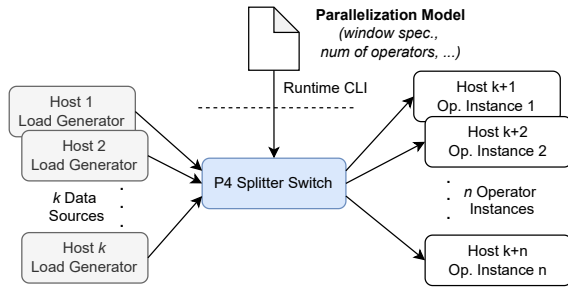 Parallelization Model
(window spec.,
num of operators, ...)
Runtime CLI
Host 1
Load Generator
Host 2
Load Generator
k Data
Sources
Host k
Load Generator
P4 Splitter Switch
Host k+1
Op. Instance 1
Host k+2
Op. Instance 2
n Operator
Instances
Host k+n
Op. Instance n